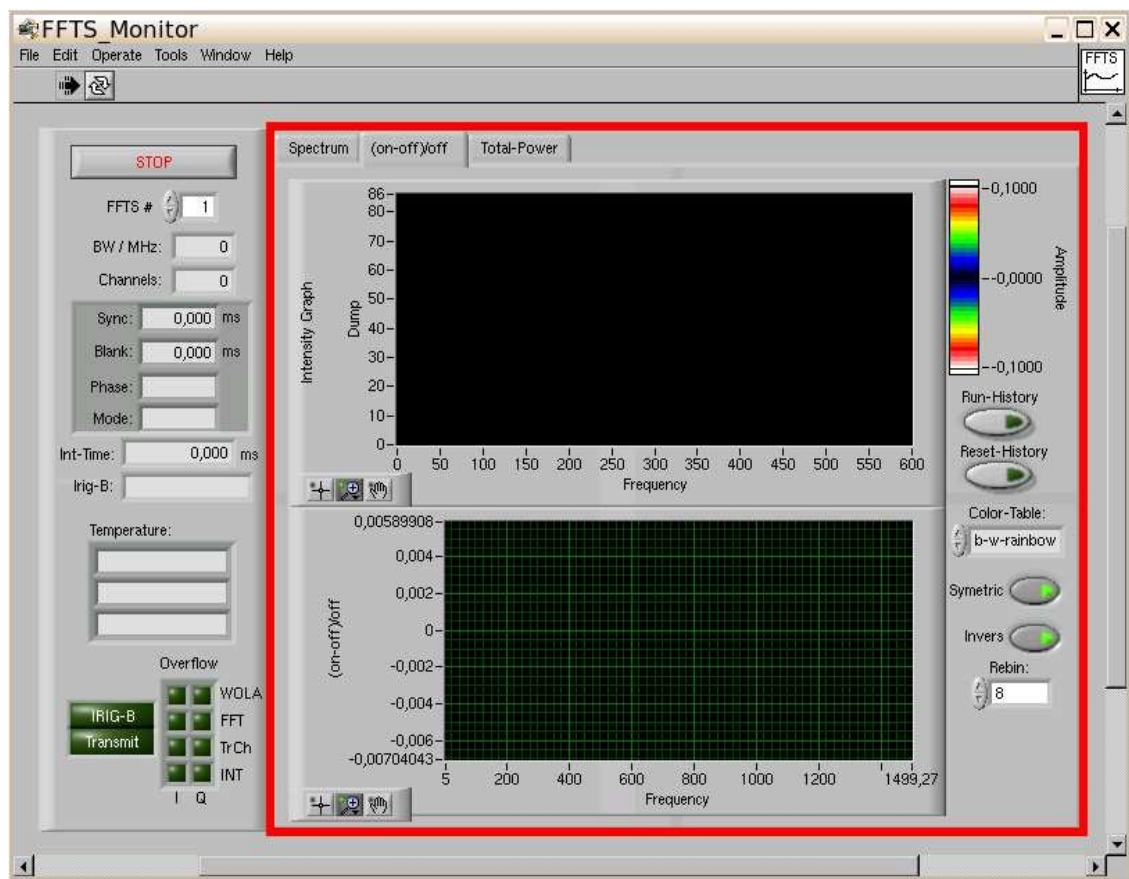 FFTS_Monitor
File Edit Operate Tools Window Help
FFTS
STOP
FFTS # 1
BW / MHz: 0
Channels: 0
Sync: 0,000 ms
Blank: 0,000 ms
Phase:
Mode:
Int-Time: 0,000 ms
Irig-B:
Temperature:
Overflow
WOLA
IRIG-B
FFT
Transmit
TrCh
INT
I Q
Spectrum (on-off)/off Total-Power
Intensity Graph
Dump
86
80
70
60
50
40
30
20
10
0
0 50 100 150 200 250 300 350 400 450 500 550 600
Frequency
0,00589908
0,004
0,002
0
-0,002
-0,004
-0,006
-0,00704043
(on-off)/off
5 200 400 600 800 1000 1200 1499,27
Frequency
-0,1000
--0,0000
--0,1000
Amplitude
Run-History
Reset-History
Color-Table:
b-w-rainbow
Symetric
Invers
Rebin:
8